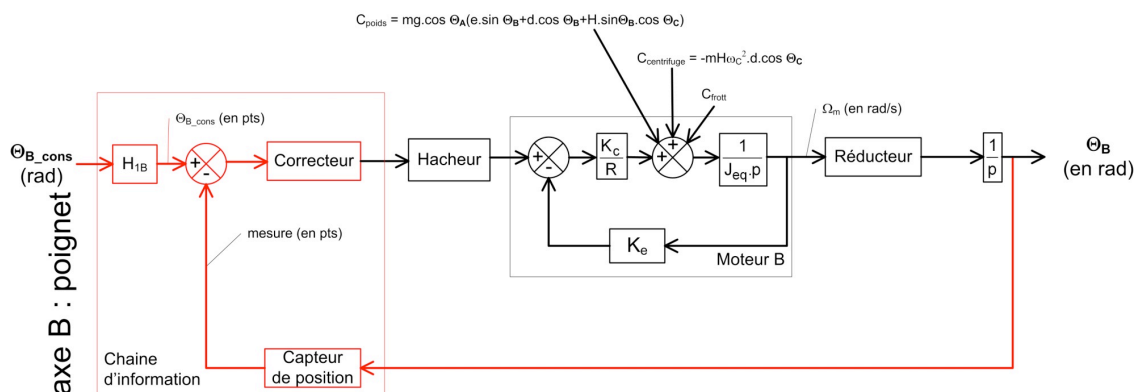 C_poids = mg.cos Θ_A(e.sin Θ_B+d.cos Θ_B+H.sinΘ_B.cos Θ_C)
C_centrifuge = -mHω_C².d.cos Θ_C
C_frott
Ω_m (en rad/s)
Θ_B_cons (en pts)
Θ_B_cons
(rad)
H_1B
+
-
Correcteur
Hacheur
+
-
K_c
R
+
+
+
1
J_eq.p
Réducteur
1
p
Θ_B
(en rad)
mesure (en pts)
K_e
Moteur B
axe B : poignet
Chaine
d'information
Capteur
de position